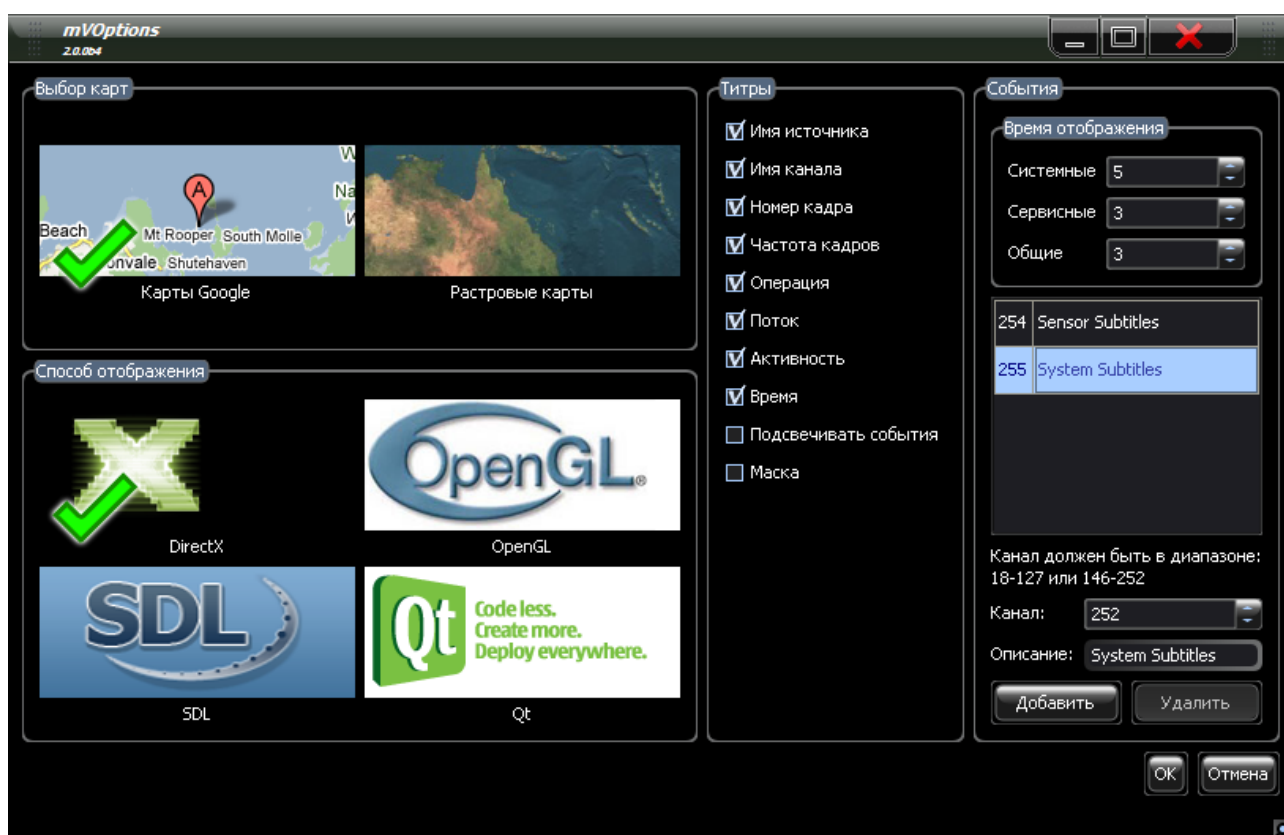 mVOptions
2.0.0b4
Выбор карт
A
Beach
Mt Rooper
South Molle
Shutehaven
Карты Google
Растровые карты
Способ отображения
DirectX
OpenGL®
OpenGL
SDL
SDL
Qt
Code less.
Create more.
Deploy everywhere.
Qt
Титры
Имя источника
Имя канала
Номер кадра
Частота кадров
Операция
Поток
Активность
Время
Подсвечивать события
Маска
События
Время отображения
Системные 5
Сервисные 3
Общие 3
254 Sensor Subtitles
255 System Subtitles
Канал должен быть в диапазоне:
18-127 или 146-252
Канал: 252
Описание: System Subtitles
Добавить
Удалить
OK
Отмена